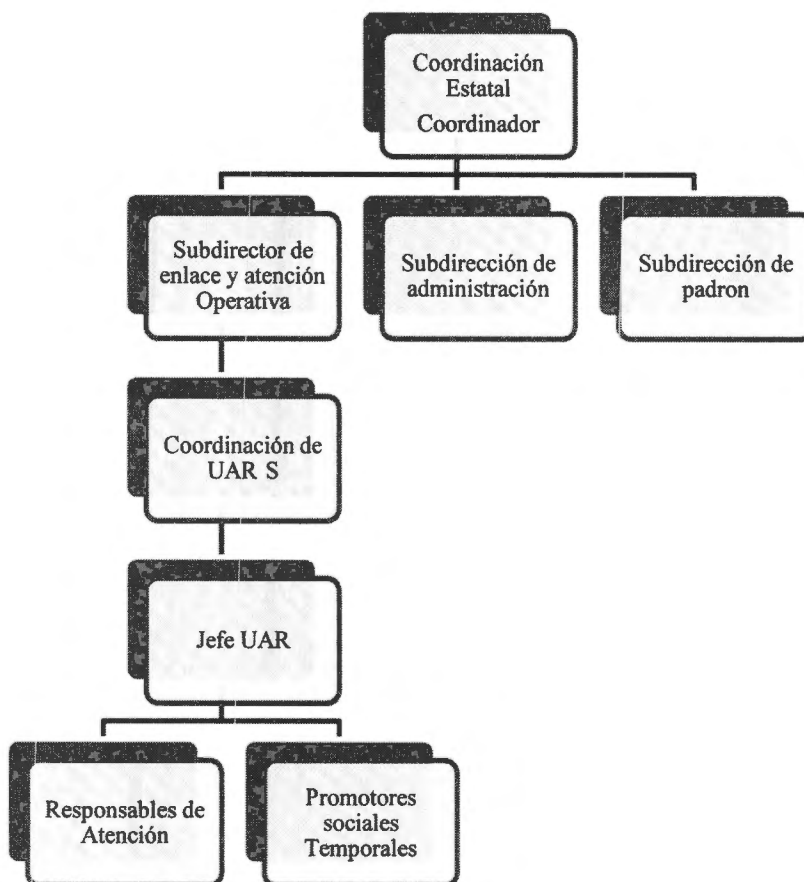 Coordinación
Estatal
Coordinador
Subdirector de
enlace y atención
Operativa
Subdirección de
administración
Subdirección de
padron
Coordinación de
UAR S
Jefe UAR
Responsables de
Atención
Promotores
sociales
Temporales